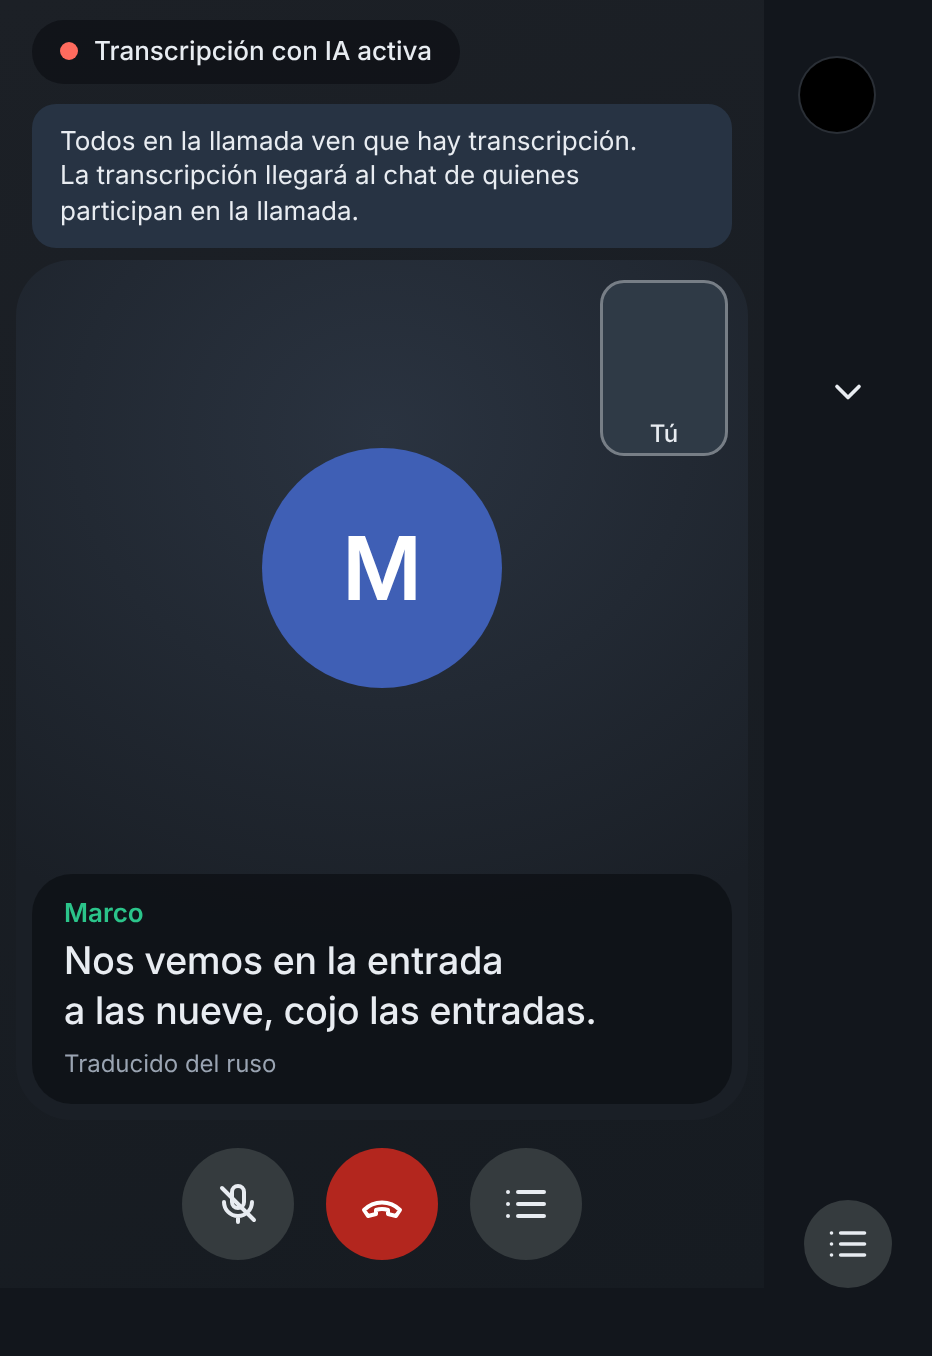 Transcripción con IA activa
Todos en la llamada ven que hay transcripción.
La transcripción llegará al chat de quienes
participan en la llamada.
Tú
M
Marco
Nos vemos en la entrada
a las nueve, cojo las entradas.
Traducido del ruso